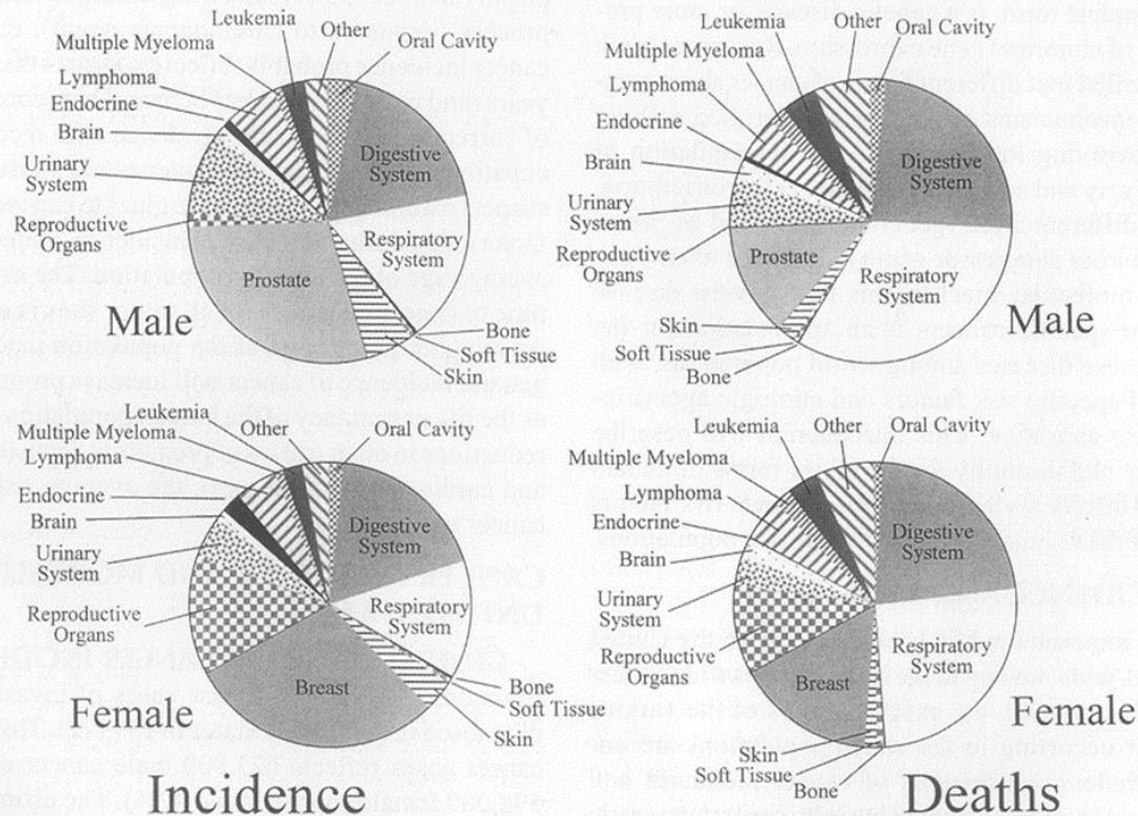 Leukemia
Other
Oral Cavity
Multiple Myeloma
Lymphoma
Endocrine
Brain
Urinary
System
Reproductive
Organs
Digestive
System
Respiratory
System
Prostate
Male
Bone
Soft Tissue
Skin
Leukemia
Other
Oral Cavity
Multiple Myeloma
Lymphoma
Endocrine
Brain
Urinary
System
Reproductive
Organs
Digestive
System
Respiratory
System
Prostate
Male
Skin
Soft Tissue
Bone
Leukemia
Other
Oral Cavity
Multiple Myeloma
Lymphoma
Endocrine
Brain
Urinary
System
Reproductive
Organs
Digestive
System
Respiratory
System
Breast
Female
Bone
Soft Tissue
Skin
Incidence
Leukemia
Other
Oral Cavity
Multiple Myeloma
Lymphoma
Endocrine
Brain
Urinary
System
Reproductive
Organs
Digestive
System
Respiratory
System
Breast
Female
Skin
Soft Tissue
Bone
Deaths